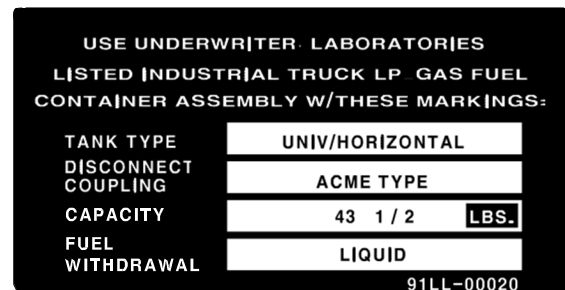 USE UNDERWRITER LABORATORIES
LISTED INDUSTRIAL TRUCK LP GAS FUEL
CONTAINER ASSEMBLY W/THESE MARKINGS:
TANK TYPE UNIV/HORIZONTAL
DISCONNECT
COUPLING ACME TYPE
CAPACITY 43 1/2 LBS.
FUEL
WITHDRAWAL LIQUID
91LL-00020